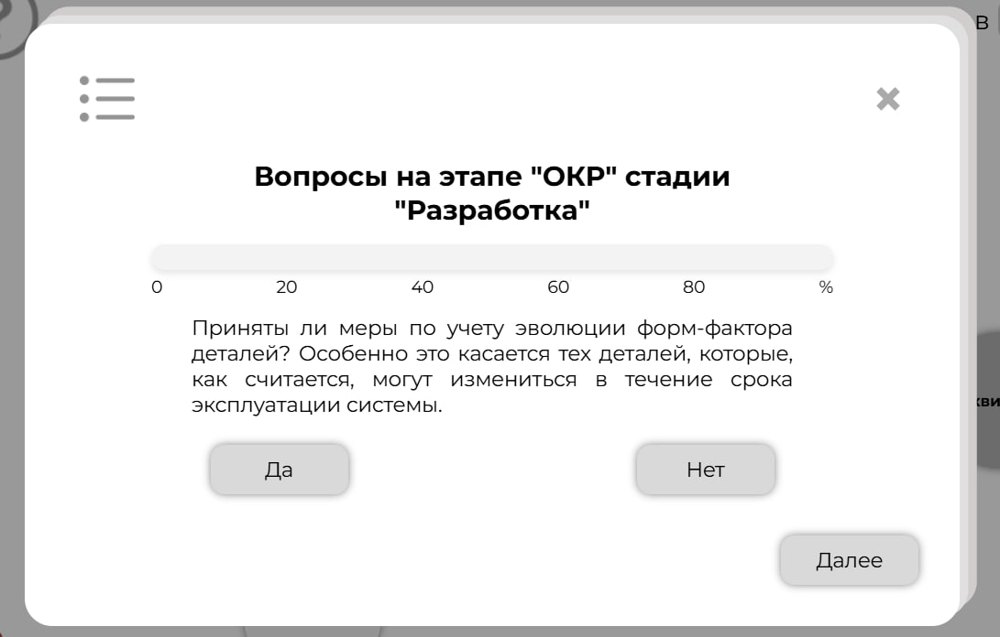 В
Вопросы на этапе "ОКР" стадии
"Разработка"
0 20 40 60 80 %
Приняты ли меры по учету эволюции форм-фактора
деталей? Особенно это касается тех деталей, которые,
как считается, могут измениться в течение срока
эксплуатации системы.
Да Нет
Далее